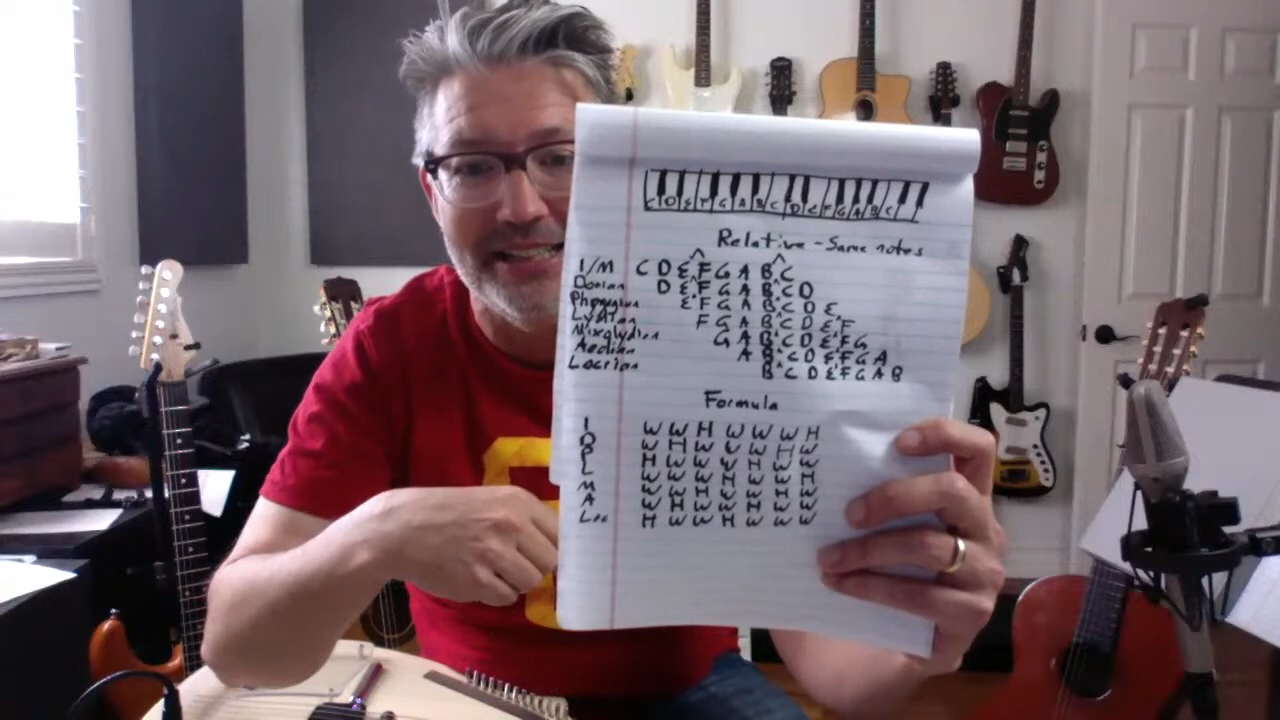 C D E F G A B C D E F G A B C
Relative - Same notes
I/M C D E^F G A B^C
Dorian D E^F G A B^C D
Phrygian E^F G A B^C D E
Lydian F G A B^C D E^F
Mixolydian G A B^C D E^F G
Aeolian A B^C D E^F G A
Locrian B^C D E^F G A B
Formula
I W W H W W W H
D W H W W W H W
P H W W W H W W
L W W W H W W H
M W W H W W H W
A W H W W H W W
Loc H W W H W W W